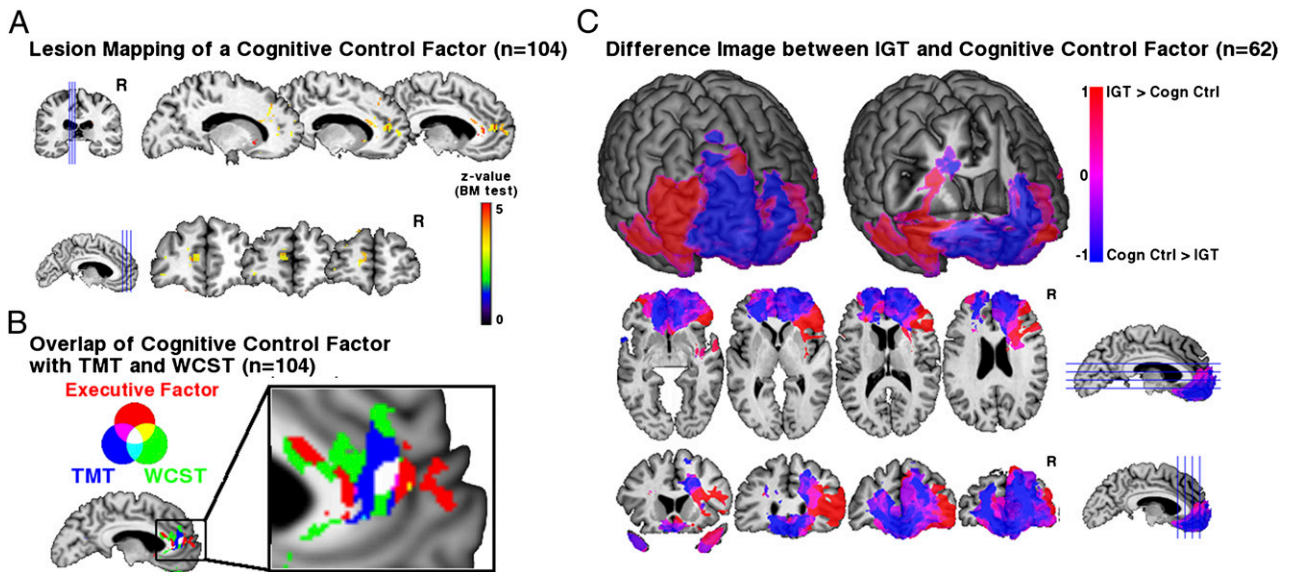 A
Lesion Mapping of a Cognitive Control Factor (n=104)
R
z-value
(BM test)
5
0
R
B
Overlap of Cognitive Control Factor
with TMT and WCST (n=104)
Executive Factor
TMT
WCST
C
Difference Image between IGT and Cognitive Control Factor (n=62)
1
IGT > Cogn Ctrl
0
-1
Cogn Ctrl > IGT
R
R